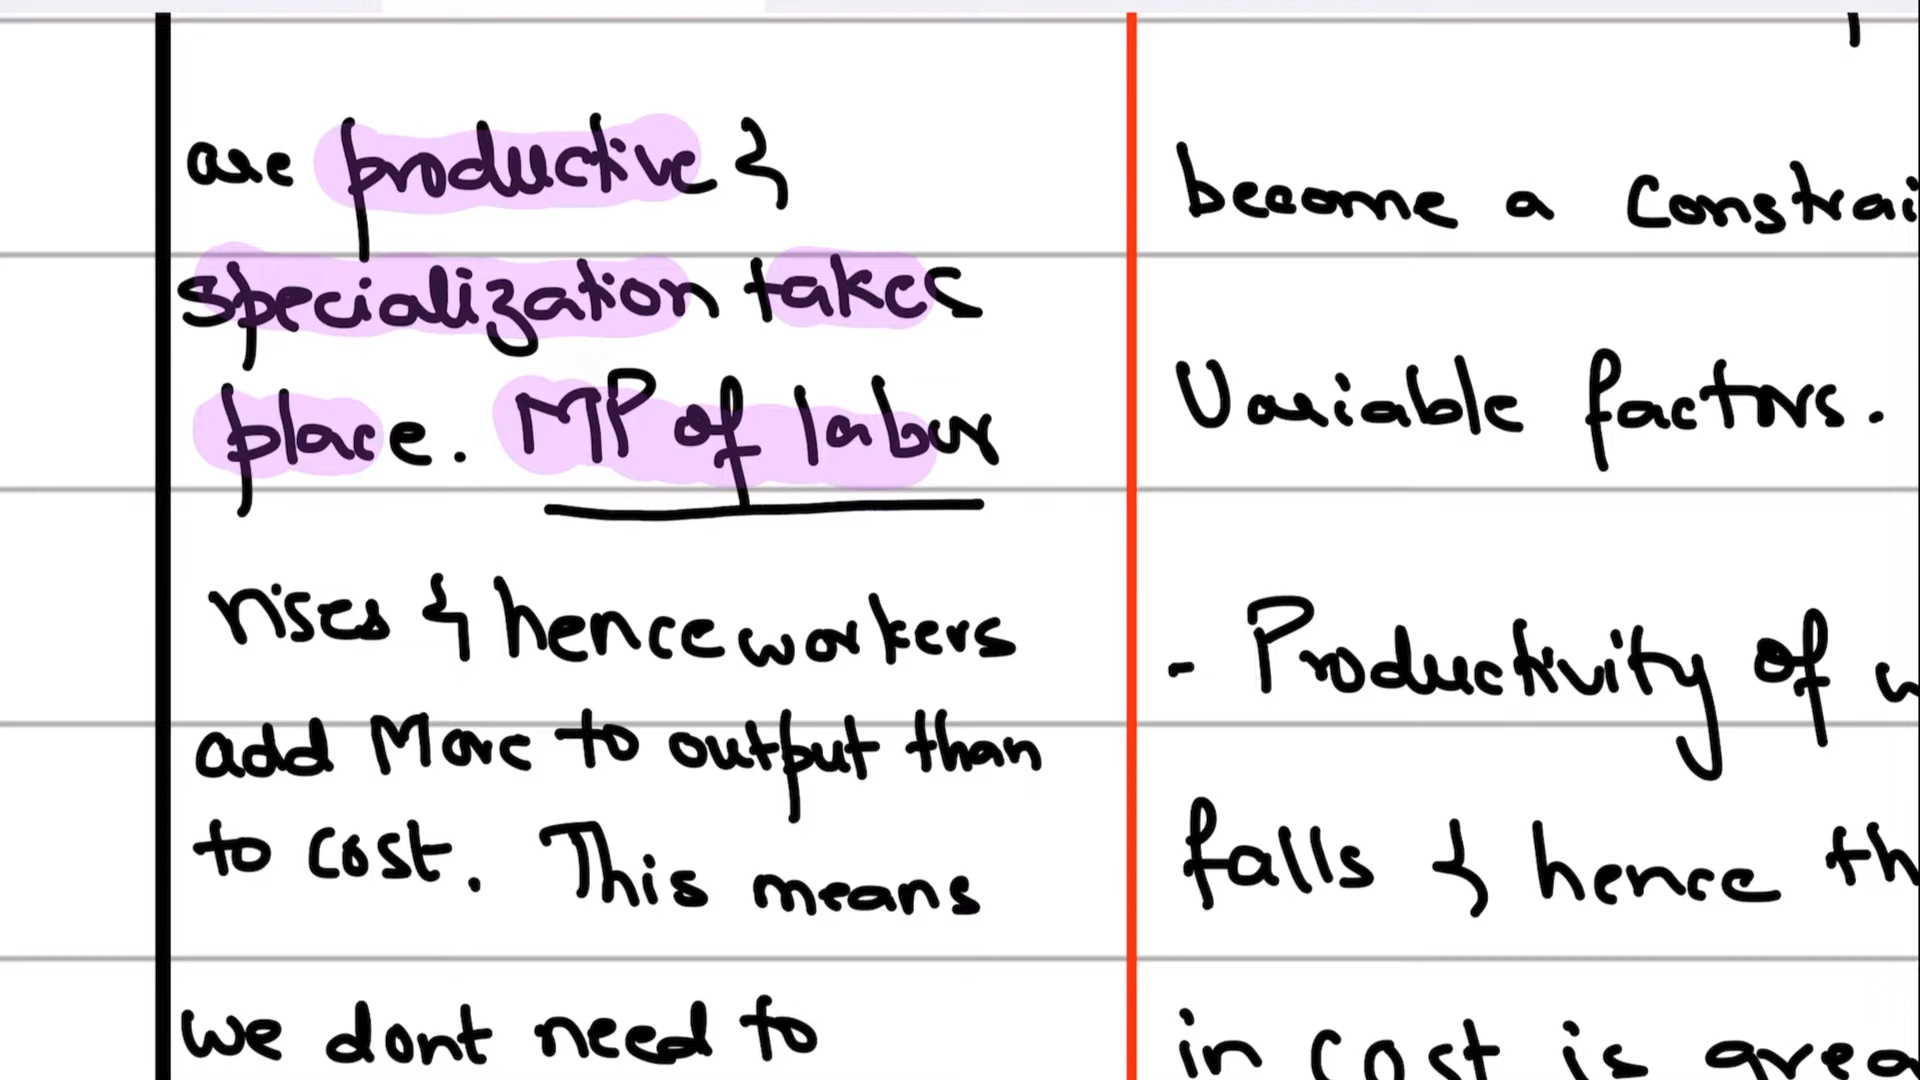 are productive &
specialization takes
place. MP of labur
rises & hence workers
add More to output than
to cost. This means
we dont need to
become a
Variable factors.
- Productivity of
falls & hence
in cost is